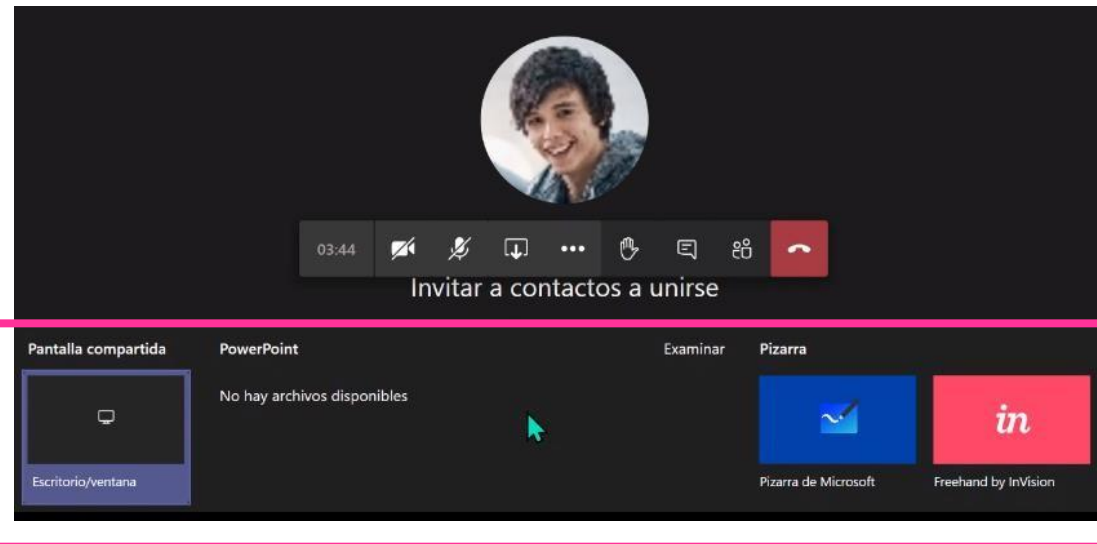 03:44
Invitar a contactos a unirse
Pantalla compartida PowerPoint Examinar Pizarra
No hay archivos disponibles
in
Escritorio/ventana Pizarra de Microsoft Freehand by InVision